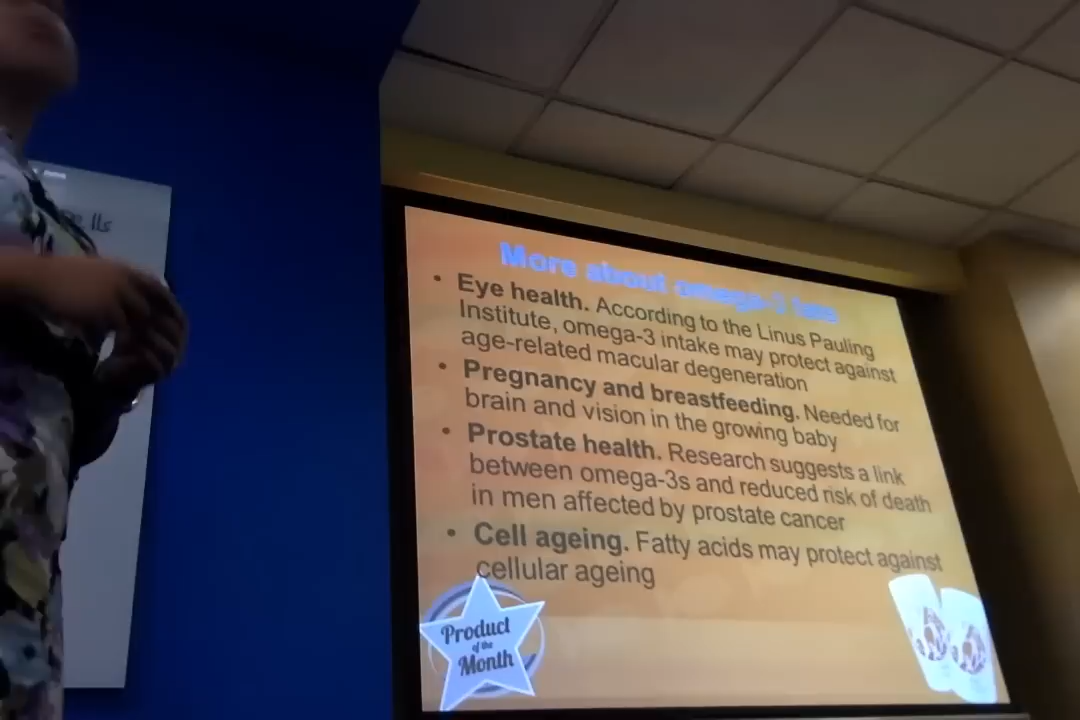 More about omega-3 fats
• Eye health. According to the Linus Pauling
Institute, omega-3 intake may protect against
age-related macular degeneration
• Pregnancy and breastfeeding. Needed for
brain and vision in the growing baby
• Prostate health. Research suggests a link
between omega-3s and reduced risk of death
in men affected by prostate cancer
• Cell ageing. Fatty acids may protect against
cellular ageing
Product
of the
Month